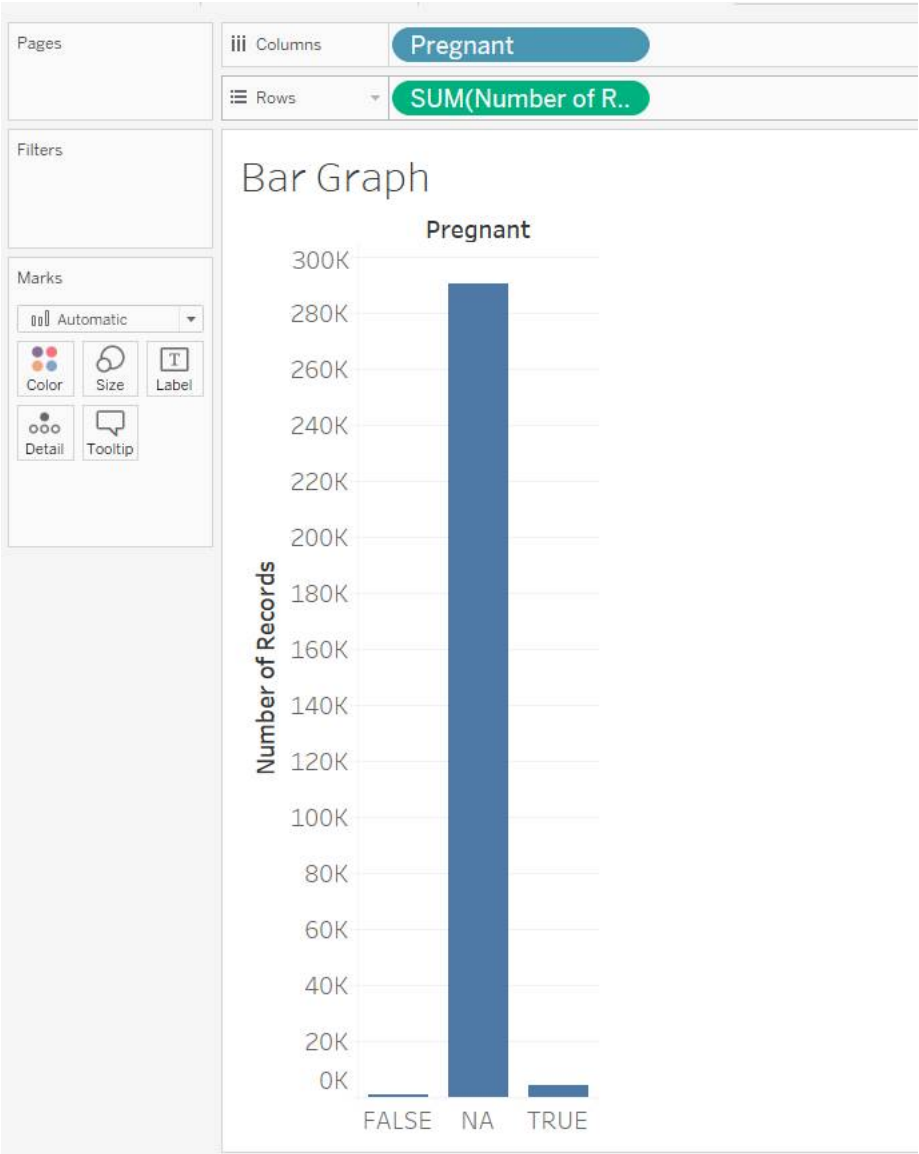 Pages
Columns
Pregnant
Rows
SUM(Number of R..
Filters
Marks
Automatic
Color
Size
T
Label
Detail
Tooltip
Bar Graph
Pregnant
300K
280K
260K
240K
220K
200K
180K
160K
140K
120K
100K
80K
60K
40K
20K
0K
Number of Records
FALSE NA TRUE